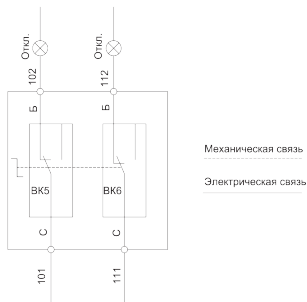 Откл.
Откл.
102
112
Б
Б
Механическая связь
Электрическая связь
ВК5
ВК6
С
С
101
111